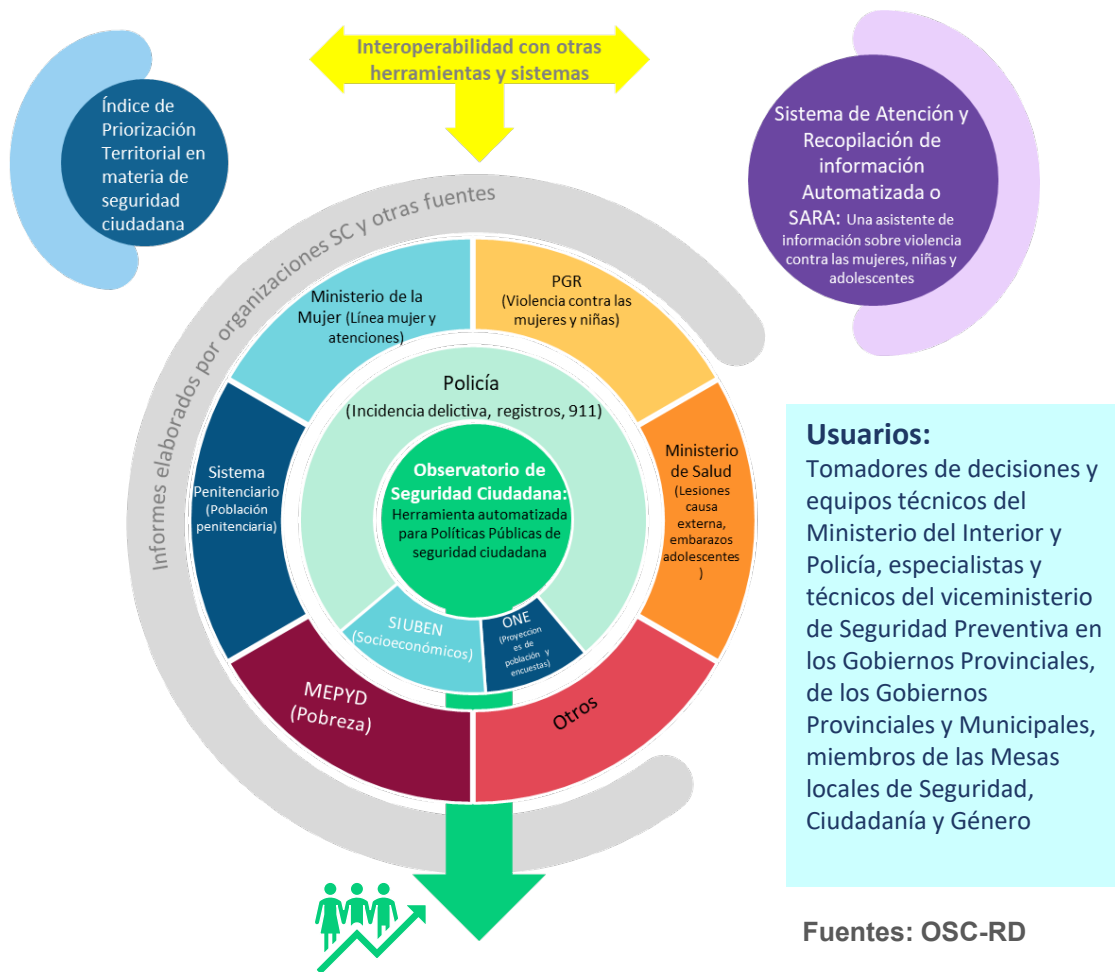 Interoperabilidad con otras
herramientas y sistemas
Índice de
Priorización
Territorial en
materia de
seguridad
ciudadana
Sistema de Atención y
Recopilación de
información
Automatizada o
SARA: Una asistente de
información sobre violencia
contra las mujeres, niñas y
adolescentes
Informes elaborados por organizaciones SC y otras fuentes
Ministerio de la
Mujer (Línea mujer y
atenciones)
PGR
(Violencia contra las
mujeres y niñas)
Policía
(Incidencia delictiva, registros, 911)
Sistema
Penitenciario
(Población
penitenciaria)
Observatorio de
Seguridad Ciudadana:
Herramienta automatizada
para Políticas Públicas de
seguridad ciudadana
Ministerio
de Salud
(Lesiones
causa
externa,
embarazos
adolescentes
)
SIUBEN
(Socioeconómicos)
ONE
(Proyeccion
es de
población y
encuestas)
MEPYD
(Pobreza)
Otros
Usuarios:
Tomadores de decisiones y
equipos técnicos del
Ministerio del Interior y
Policía, especialistas y
técnicos del viceministerio
de Seguridad Preventiva en
los Gobiernos Provinciales,
de los Gobiernos
Provinciales y Municipales,
miembros de las Mesas
locales de Seguridad,
Ciudadanía y Género
Fuentes: OSC-RD